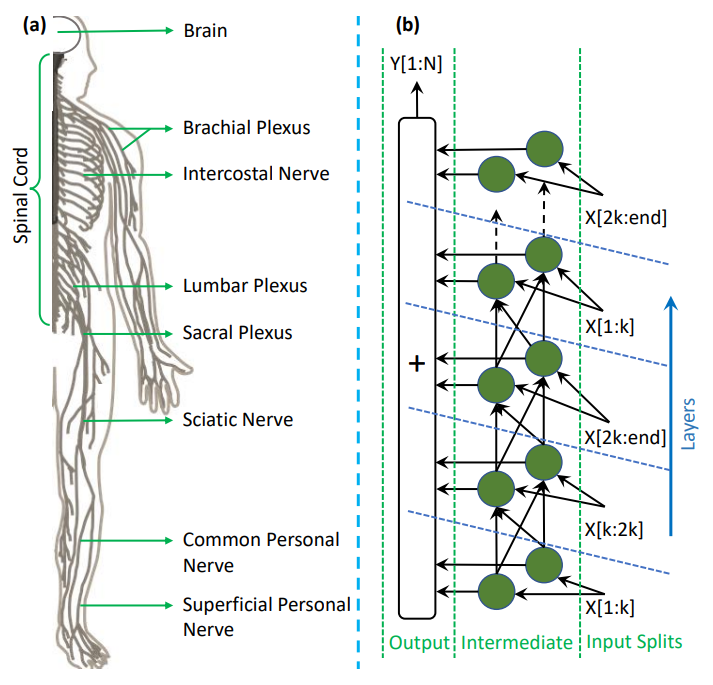 (a)
Brain
Spinal Cord
Brachial Plexus
Intercostal Nerve
Lumbar Plexus
Sacral Plexus
Sciatic Nerve
Common Personal
Nerve
Superficial Personal
Nerve
(b)
Y[1:N]
X[2k:end]
X[1:k]
+
X[2k:end]
Layers
X[k:2k]
X[1:k]
Output
Intermediate
Input Splits